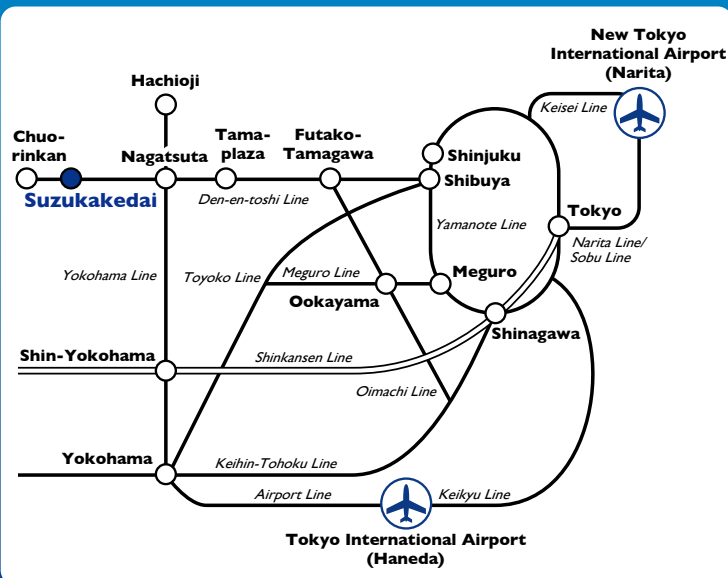 New Tokyo
International Airport
(Narita)
Keisei Line
Hachioji
Chuo-
rinkan
Nagatsuta
Tama-
plaza
Futako-
Tamagawa
Shinjuku
Shibuya
Suzukakedai
Den-en-toshi Line
Yamanote Line
Tokyo
Narita Line/
Sobu Line
Yokohama Line
Toyoko Line
Meguro Line
Meguro
Ookayama
Shinagawa
Shin-Yokohama
Shinkansen Line
Oimachi Line
Yokohama
Keihin-Tohoku Line
Airport Line
Keikyu Line
Tokyo International Airport
(Haneda)